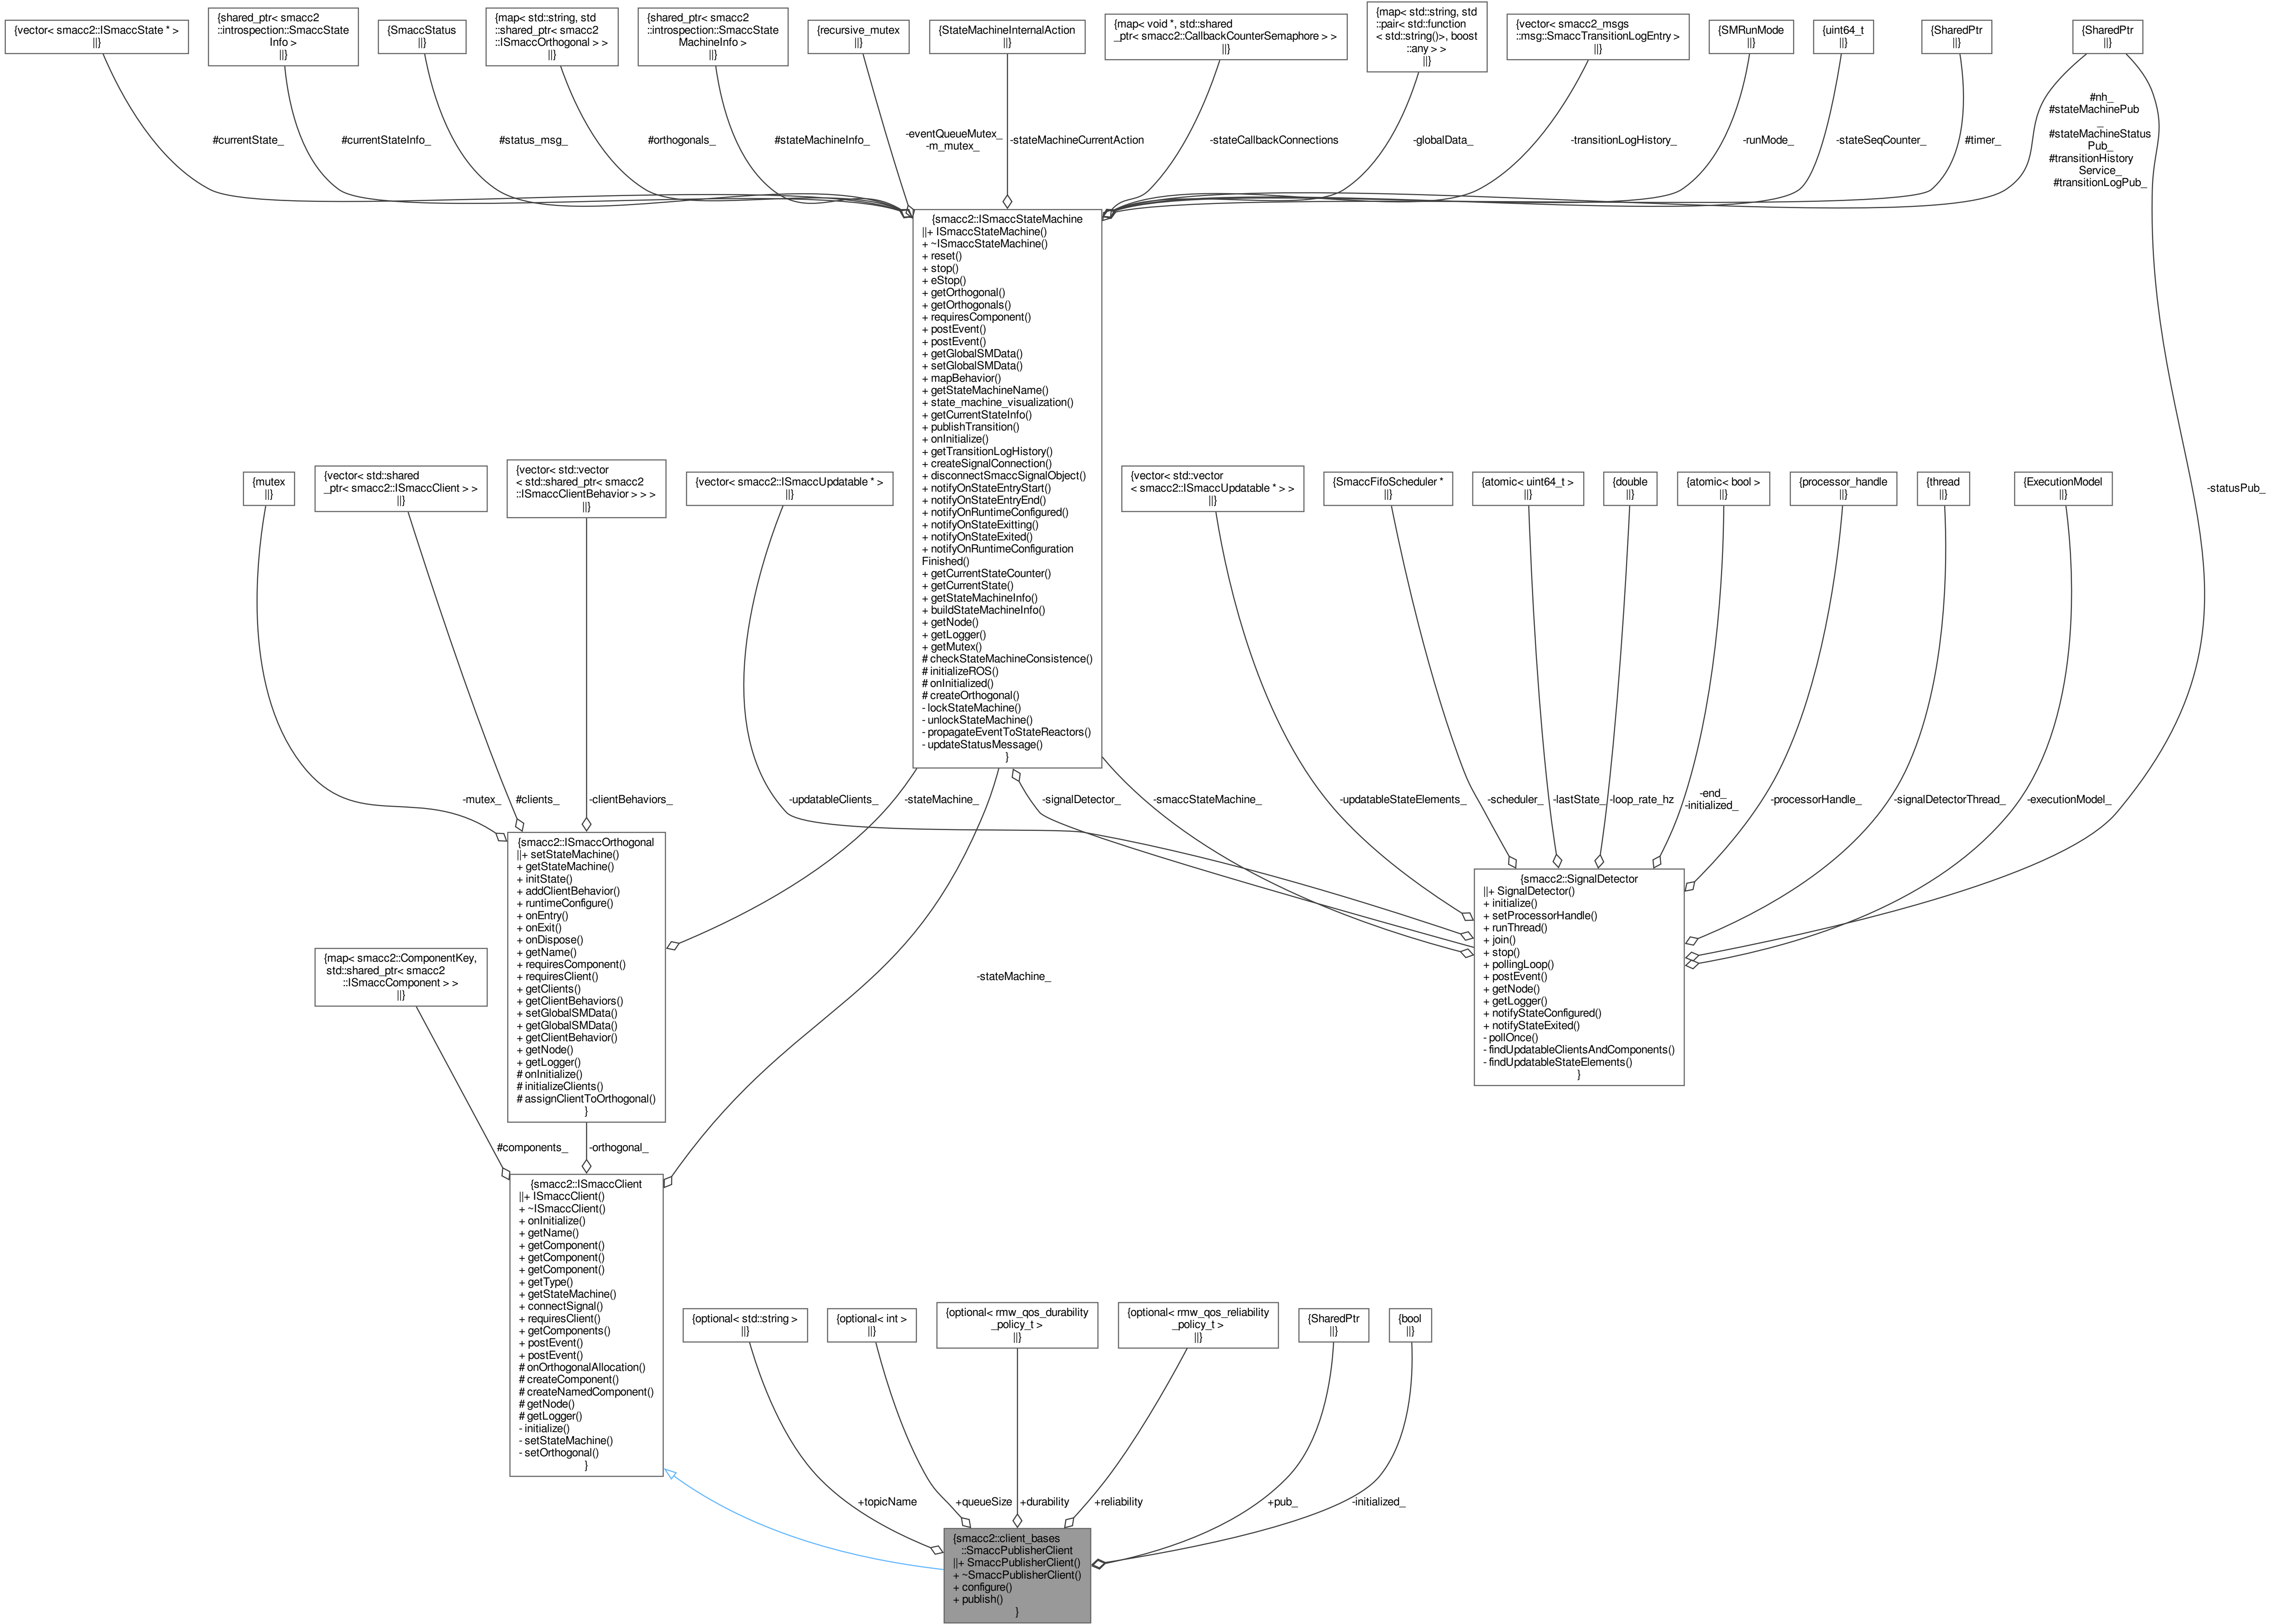 {vector< smacc2::ISmaccState * >
||}
{shared_ptr< smacc2
::introspection::SmaccState
Info >
||}
{SmaccStatus
||}
{map< std::string, std
::shared_ptr< smacc2
::ISmaccOrthogonal > >
||}
{shared_ptr< smacc2
::introspection::SmaccState
MachineInfo >
||}
{recursive_mutex
||}
{StateMachineInternalAction
||}
{map< void *, std::shared
_ptr< smacc2::CallbackCounterSemaphore > >
||}
{map< std::string, std
::pair< std::function
< std::string()>, boost
::any > >
||}
{vector< smacc2_msgs
::msg::SmaccTransitionLogEntry >
||}
{SMRunMode
||}
{uint64_t
||}
{SharedPtr
||}
{SharedPtr
||}
#currentState_
#currentStateInfo_
#status_msg_
#orthogonals_
#stateMachineInfo_
-eventQueueMutex_
-m_mutex_
-stateMachineCurrentAction
-stateCallbackConnections
-globalData_
-transitionLogHistory_
-runMode_
-stateSeqCounter_
#timer_
#nh_
#stateMachinePub
_
#stateMachineStatus
Pub_
#transitionHistory
Service_
#transitionLogPub_
{smacc2::ISmaccStateMachine
||+ ISmaccStateMachine()
+ ~ISmaccStateMachine()
+ reset()
+ stop()
+ eStop()
+ getOrthogonal()
+ getOrthogonals()
+ requiresComponent()
+ postEvent()
+ postEvent()
+ getGlobalSMData()
+ setGlobalSMData()
+ mapBehavior()
+ getStateMachineName()
+ state_machine_visualization()
+ getCurrentStateInfo()
+ publishTransition()
+ onInitialize()
+ getTransitionLogHistory()
+ createSignalConnection()
+ disconnectSmaccSignalObject()
+ notifyOnStateEntryStart()
+ notifyOnStateEntryEnd()
+ notifyOnRuntimeConfigured()
+ notifyOnStateExitting()
+ notifyOnStateExited()
+ notifyOnRuntimeConfiguration
Finished()
+ getCurrentStateCounter()
+ getCurrentState()
+ getStateMachineInfo()
+ buildStateMachineInfo()
+ getNode()
+ getLogger()
+ getMutex()
# checkStateMachineConsistence()
# initializeROS()
# onInitialized()
# createOrthogonal()
- lockStateMachine()
- unlockStateMachine()
- propagateEventToStateReactors()
- updateStatusMessage()
}
{mutex
||}
{vector< std::shared
_ptr< smacc2::ISmaccClient > >
||}
{vector< std::vector
< std::shared_ptr< smacc2
::ISmaccClientBehavior > > >
||}
{vector< smacc2::ISmaccUpdatable * >
||}
{vector< std::vector
< smacc2::ISmaccUpdatable * > >
||}
{SmaccFifoScheduler *
||}
{atomic< uint64_t >
||}
{double
||}
{atomic< bool >
||}
{processor_handle
||}
{thread
||}
{ExecutionModel
||}
-statusPub_
-mutex_
#clients_
-clientBehaviors_
-updatableClients_
-stateMachine_
-signalDetector_
-smaccStateMachine_
-updatableStateElements_
-scheduler_
-lastState_
-loop_rate_hz
-end_
-initialized_
-processorHandle_
-signalDetectorThread_
-executionModel_
{smacc2::ISmaccOrthogonal
||+ setStateMachine()
+ getStateMachine()
+ initState()
+ addClientBehavior()
+ runtimeConfigure()
+ onEntry()
+ onExit()
+ onDispose()
+ getName()
+ requiresComponent()
+ requiresClient()
+ getClients()
+ getClientBehaviors()
+ setGlobalSMData()
+ getGlobalSMData()
+ getClientBehavior()
+ getNode()
+ getLogger()
# onInitialize()
# initializeClients()
# assignClientToOrthogonal()
}
{smacc2::SignalDetector
||+ SignalDetector()
+ initialize()
+ setProcessorHandle()
+ runThread()
+ join()
+ stop()
+ pollingLoop()
+ postEvent()
+ getNode()
+ getLogger()
+ notifyStateConfigured()
+ notifyStateExited()
- pollOnce()
- findUpdatableClientsAndComponents()
- findUpdatableStateElements()
}
{map< smacc2::ComponentKey,
std::shared_ptr< smacc2
::ISmaccComponent > >
||}
-stateMachine_
#components_
-orthogonal_
{smacc2::ISmaccClient
||+ ISmaccClient()
+ ~ISmaccClient()
+ onInitialize()
+ getName()
+ getComponent()
+ getComponent()
+ getComponent()
+ getType()
+ getStateMachine()
+ connectSignal()
+ requiresClient()
+ getComponents()
+ postEvent()
+ postEvent()
# onOrthogonalAllocation()
# createComponent()
# createNamedComponent()
# getNode()
# getLogger()
- initialize()
- setStateMachine()
- setOrthogonal()
}
{optional< std::string >
||}
{optional< int >
||}
{optional< rmw_qos_durability
_policy_t >
||}
{optional< rmw_qos_reliability
_policy_t >
||}
{SharedPtr
||}
{bool
||}
+topicName
+queueSize
+durability
+reliability
+pub_
-initialized_
{smacc2::client_bases
::SmaccPublisherClient
||+ SmaccPublisherClient()
+ ~SmaccPublisherClient()
+ configure()
+ publish()
}